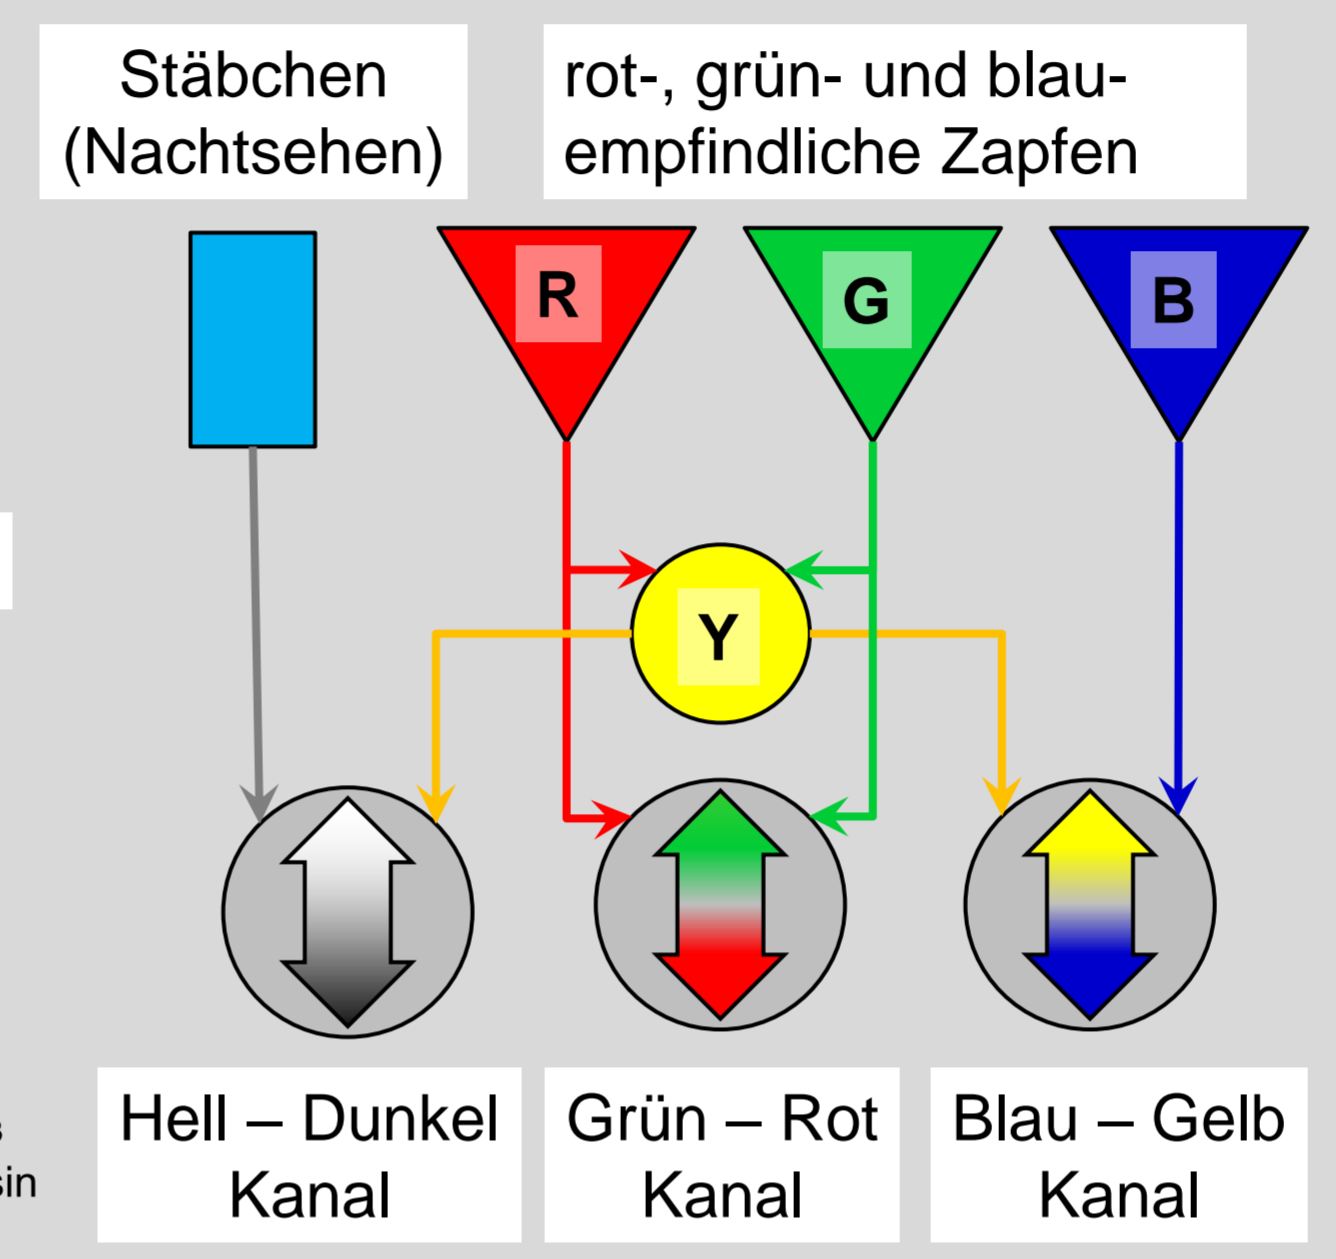 Stäbchen
(Nachtsehen)
rot-, grün- und blau-
empfindliche Zapfen
R
G
B
Y
Hell – Dunkel
Kanal
Grün – Rot
Kanal
Blau – Gelb
Kanal